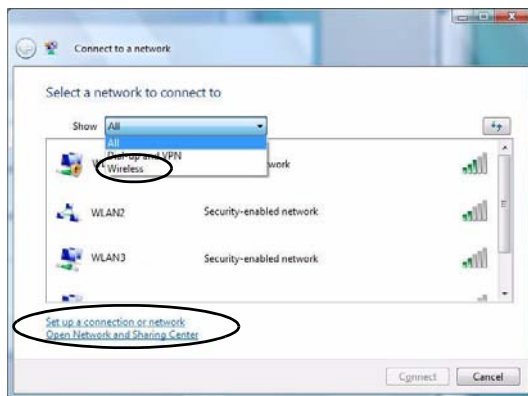 Connect to a network
Select a network to connect to
Show All
All
Dial-up and VPN
Wireless
work
WLAN2 Security-enabled network
WLAN3 Security-enabled network
Set up a connection or network
Open Network and Sharing Center
Connect Cancel